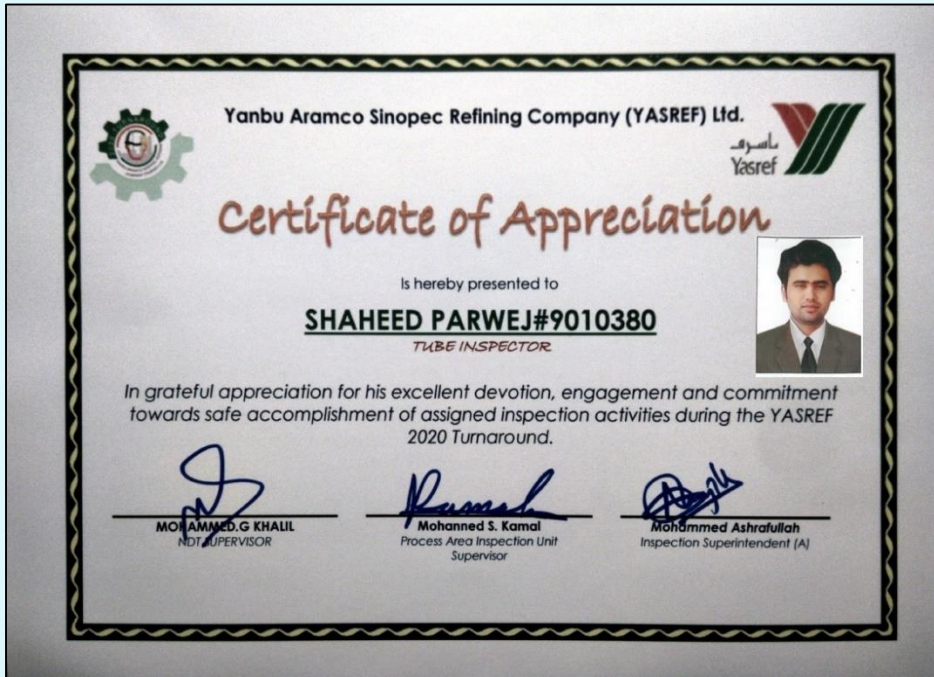 Yanbu Aramco Sinopec Refining Company (YASREF) Ltd.
ياسرف
Yasref
Certificate of Appreciation
Is hereby presented to
SHAHEED PARWEJ#9010380
TUBE INSPECTOR
In grateful appreciation for his excellent devotion, engagement and commitment
towards safe accomplishment of assigned inspection activities during the YASREF
2020 Turnaround.
MOHAMMED.G KHALIL
NDT SUPERVISOR
Mohanned S. Kamal
Process Area Inspection Unit
Supervisor
Mohammed Ashrafullah
Inspection Superintendent (A)